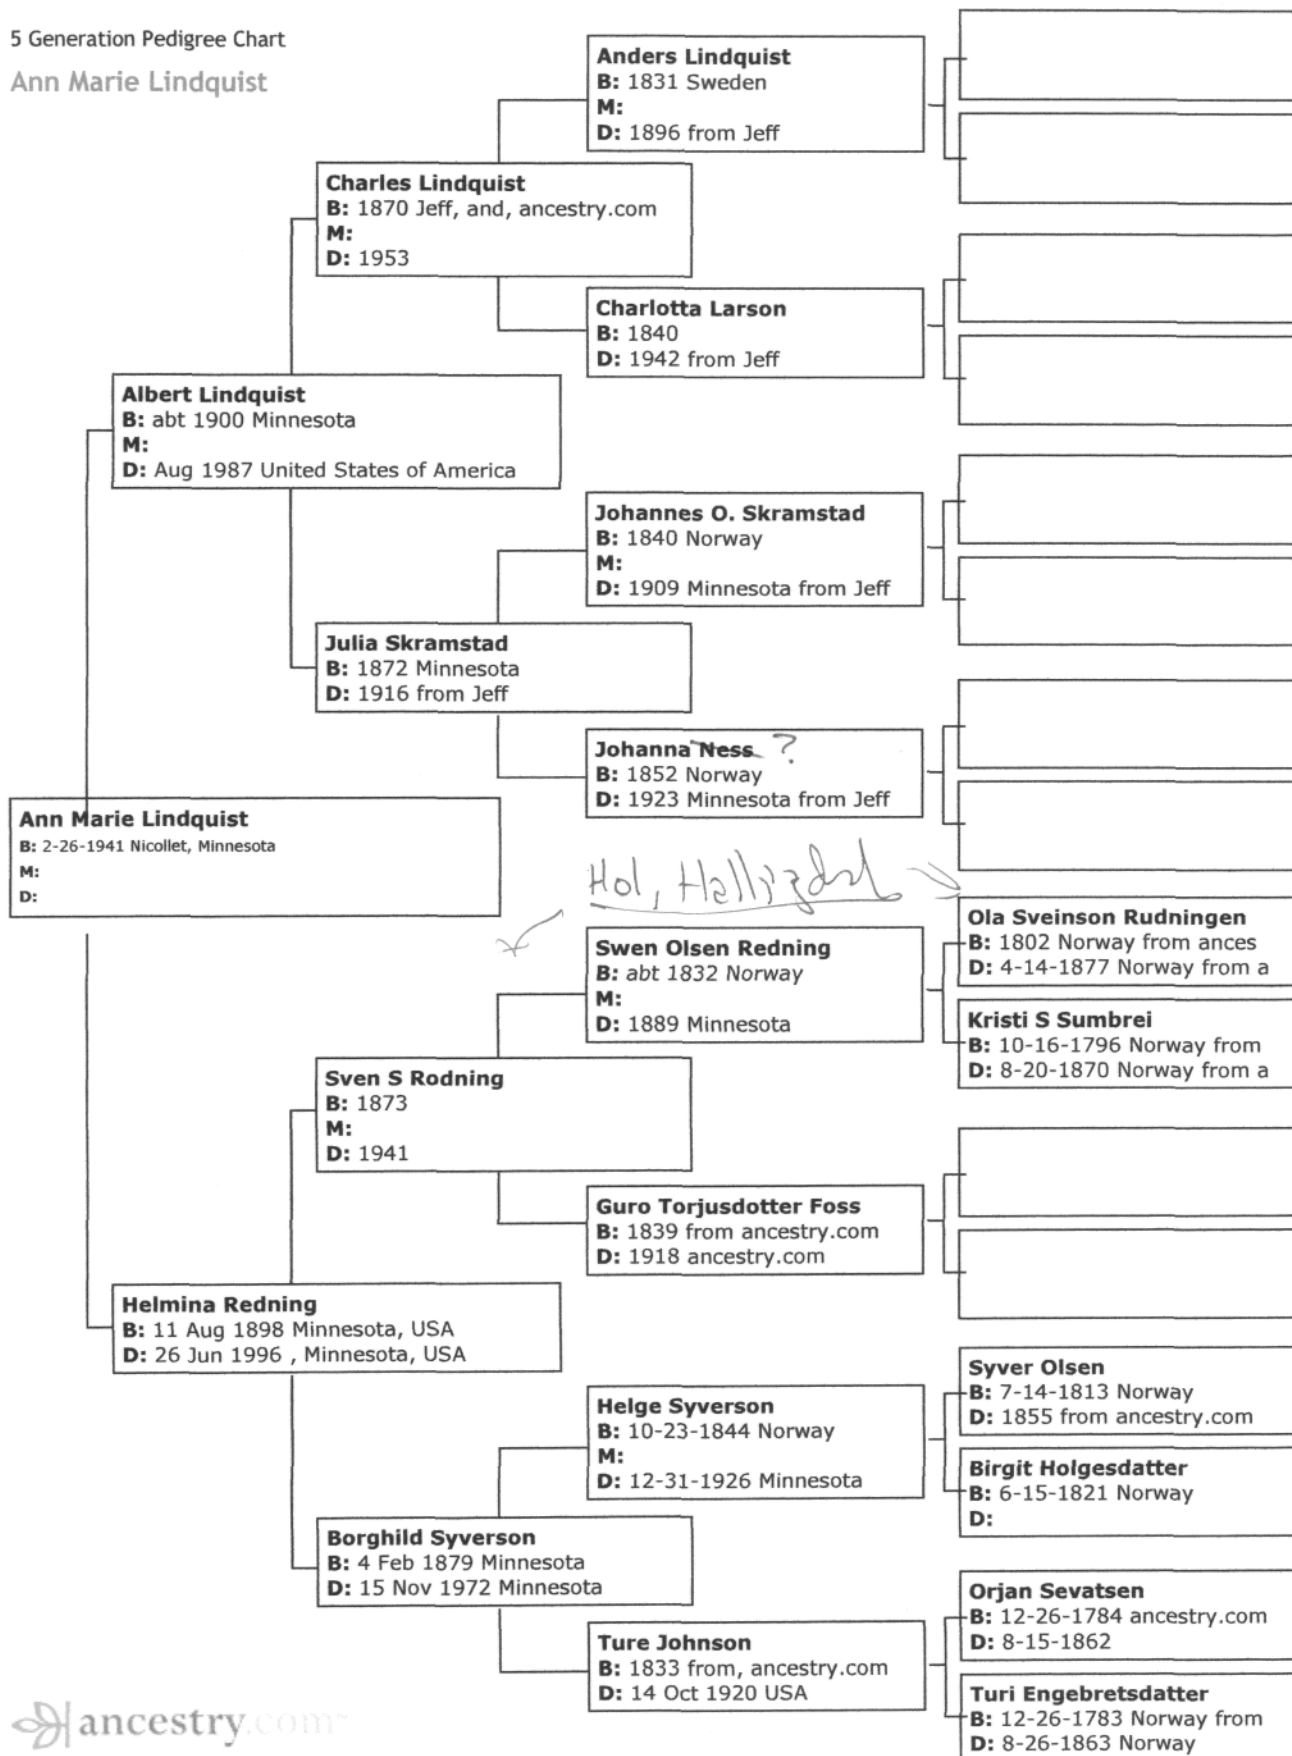 5 Generation Pedigree Chart
Ann Marie Lindquist
Anders Lindquist
B: 1831 Sweden
M:
D: 1896 from Jeff
Charles Lindquist
B: 1870 Jeff, and, ancestry.com
M:
D: 1953
Charlotta Larson
B: 1840
D: 1942 from Jeff
Albert Lindquist
B: abt 1900 Minnesota
M:
D: Aug 1987 United States of America
Johannes O. Skramstad
B: 1840 Norway
M:
D: 1909 Minnesota from Jeff
Julia Skramstad
B: 1872 Minnesota
D: 1916 from Jeff
Johanna Ness ?
B: 1852 Norway
D: 1923 Minnesota from Jeff
Ann Marie Lindquist
B: 2-26-1941 Nicollet, Minnesota
M:
D:
Hol,
Ola Sveinson Rudningen
B: 1802 Norway from ances
D: 4-14-1877 Norway from a
Swen Olsen Redning
B: abt 1832 Norway
M:
D: 1889 Minnesota
Kristi S Sumbrei
B: 10-16-1796 Norway from
D: 8-20-1870 Norway from a
Sven S Rodning
B: 1873
M:
D: 1941
Guro Torjusdotter Foss
B: 1839 from ancestry.com
D: 1918 ancestry.com
Helmina Redning
B: 11 Aug 1898 Minnesota, USA
D: 26 Jun 1996 , Minnesota, USA
Syver Olsen
B: 7-14-1813 Norway
D: 1855 from ancestry.com
Helge Syverson
B: 10-23-1844 Norway
M:
D: 12-31-1926 Minnesota
Birgit Holgesdatter
B: 6-15-1821 Norway
D:
Borghild Syverson
B: 4 Feb 1879 Minnesota
D: 15 Nov 1972 Minnesota
Orjan Sevatsen
B: 12-26-1784 ancestry.com
D: 8-15-1862
Ture Johnson
B: 1833 from, ancestry.com
D: 14 Oct 1920 USA
Turi Engebretsdatter
B: 12-26-1783 Norway from
D: 8-26-1863 Norway
ancestry.com